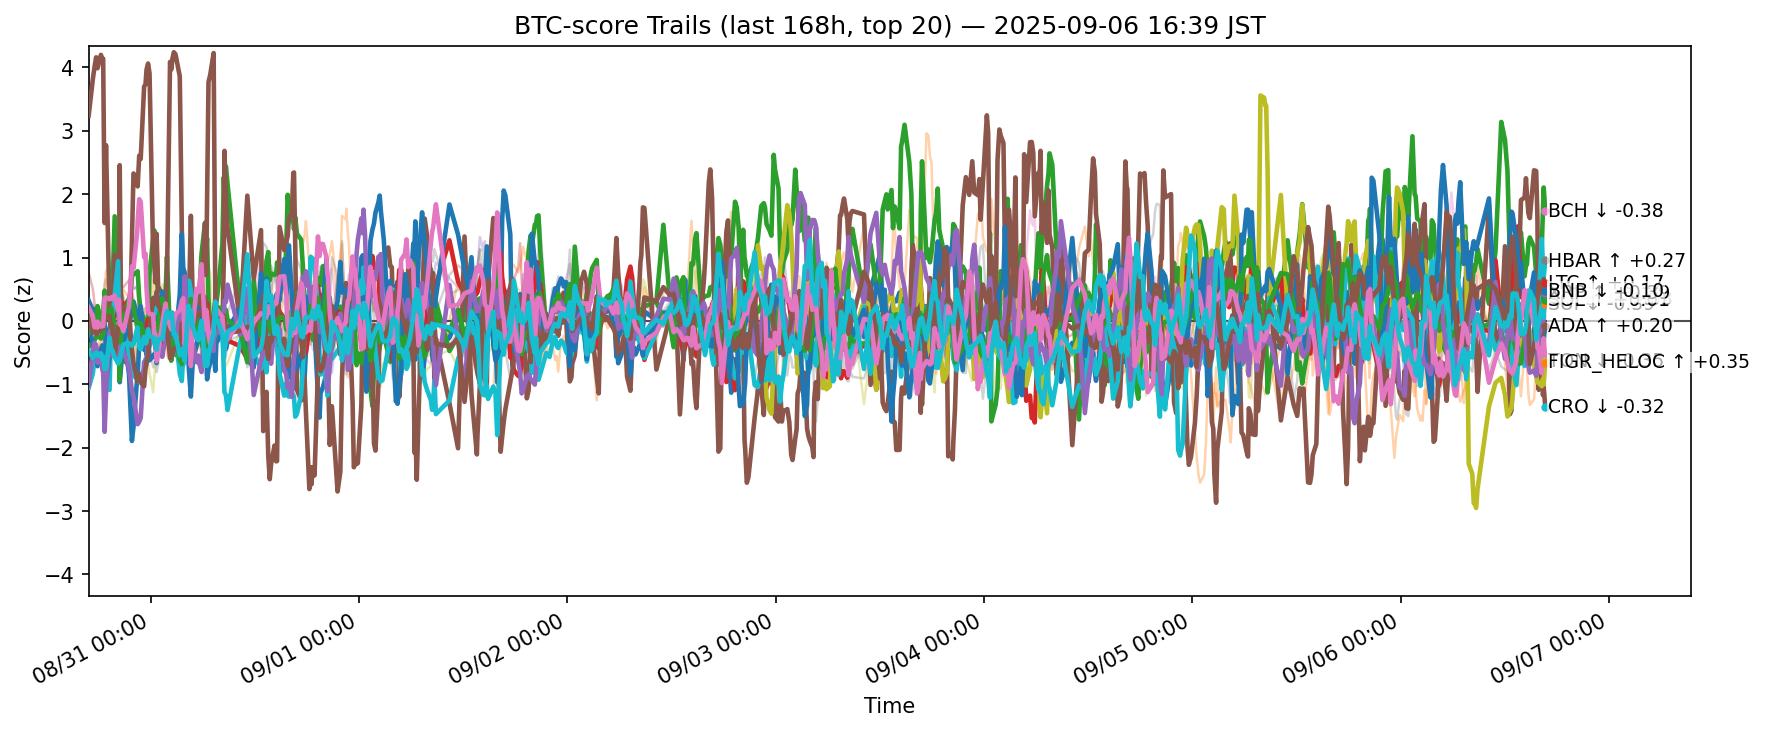 BTC-score Trails (last 168h, top 20) — 2025-09-06 16:39 JST
Score (z)
4
3
2
1
0
−1
−2
−3
−4
BCH ↓ -0.38
HBAR ↑ +0.27
LTC ↑ +0.17
BNB ↓ -0.10
ADA ↑ +0.20
FIGR_HELOC ↑ +0.35
CRO ↓ -0.32
08/31 00:00
09/01 00:00
09/02 00:00
09/03 00:00
09/04 00:00
09/05 00:00
09/06 00:00
09/07 00:00
Time